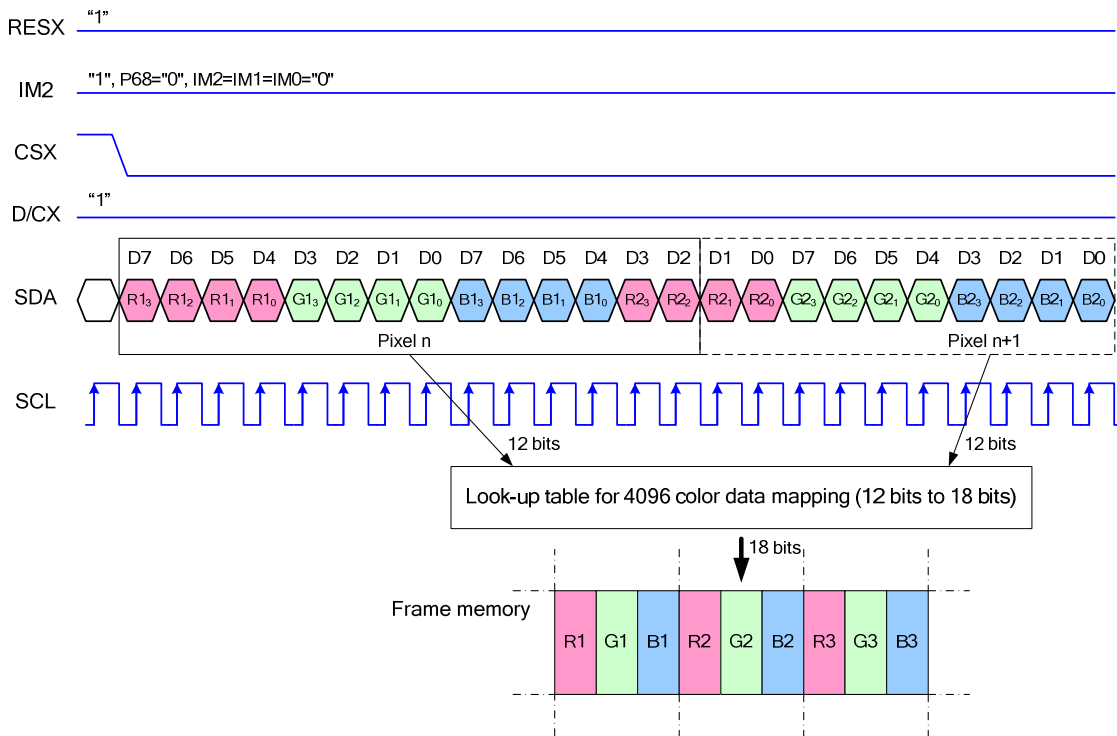 RESX “1”
IM2 "1", P68="0", IM2=IM1=IM0="0"
CSX
D/CX “1”
D7 D6 D5 D4 D3 D2 D1 D0 D7 D6 D5 D4 D3 D2 D1 D0 D7 D6 D5 D4 D3 D2 D1 D0
SDA R1₃ R1₂ R1₁ R1₀ G1₃ G1₂ G1₁ G1₀ B1₃ B1₂ B1₁ B1₀ R2₃ R2₂ R2₁ R2₀ G2₃ G2₂ G2₁ G2₀ B2₃ B2₂ B2₁ B2₀
Pixel n Pixel n+1
SCL
12 bits 12 bits
Look-up table for 4096 color data mapping (12 bits to 18 bits)
18 bits
Frame memory
R1 G1 B1 R2 G2 B2 R3 G3 B3